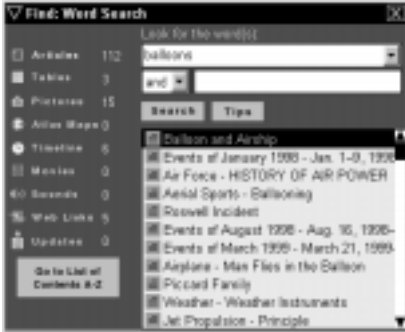 Find: Word Search
Look for the word(s):
balloons
and
Search Tips
Articles 112
Tables 3
Pictures 15
Atlas Maps 0
Timeline 6
Movies 0
Sounds 0
Web Links 5
Updates 0
Go to List of
Contents A-Z
Balloon and Airship
Events of January 1998 - Jan. 1-9, 1998
Air Force - HISTORY OF AIR POWER
Aerial Sports - Ballooning
Roswell Incident
Events of August 1998 - Aug. 16, 1998-
Events of March 1999 - March 21, 1999-
Airplane - Man Flies in the Balloon
Piccard Family
Weather - Weather Instruments
Jet Propulsion - Principle